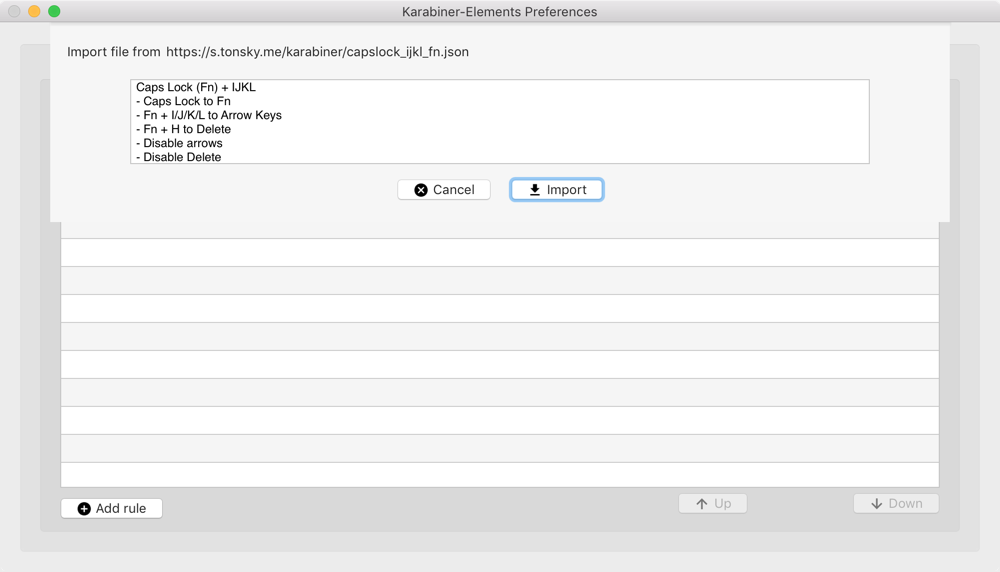 Karabiner-Elements Preferences
Import file from https://s.tonsky.me/karabiner/capslock_ijkl_fn.json
Caps Lock (Fn) + IJKL
- Caps Lock to Fn
- Fn + I/J/K/L to Arrow Keys
- Fn + H to Delete
- Disable arrows
- Disable Delete
Cancel
Import
Add rule
Up
Down